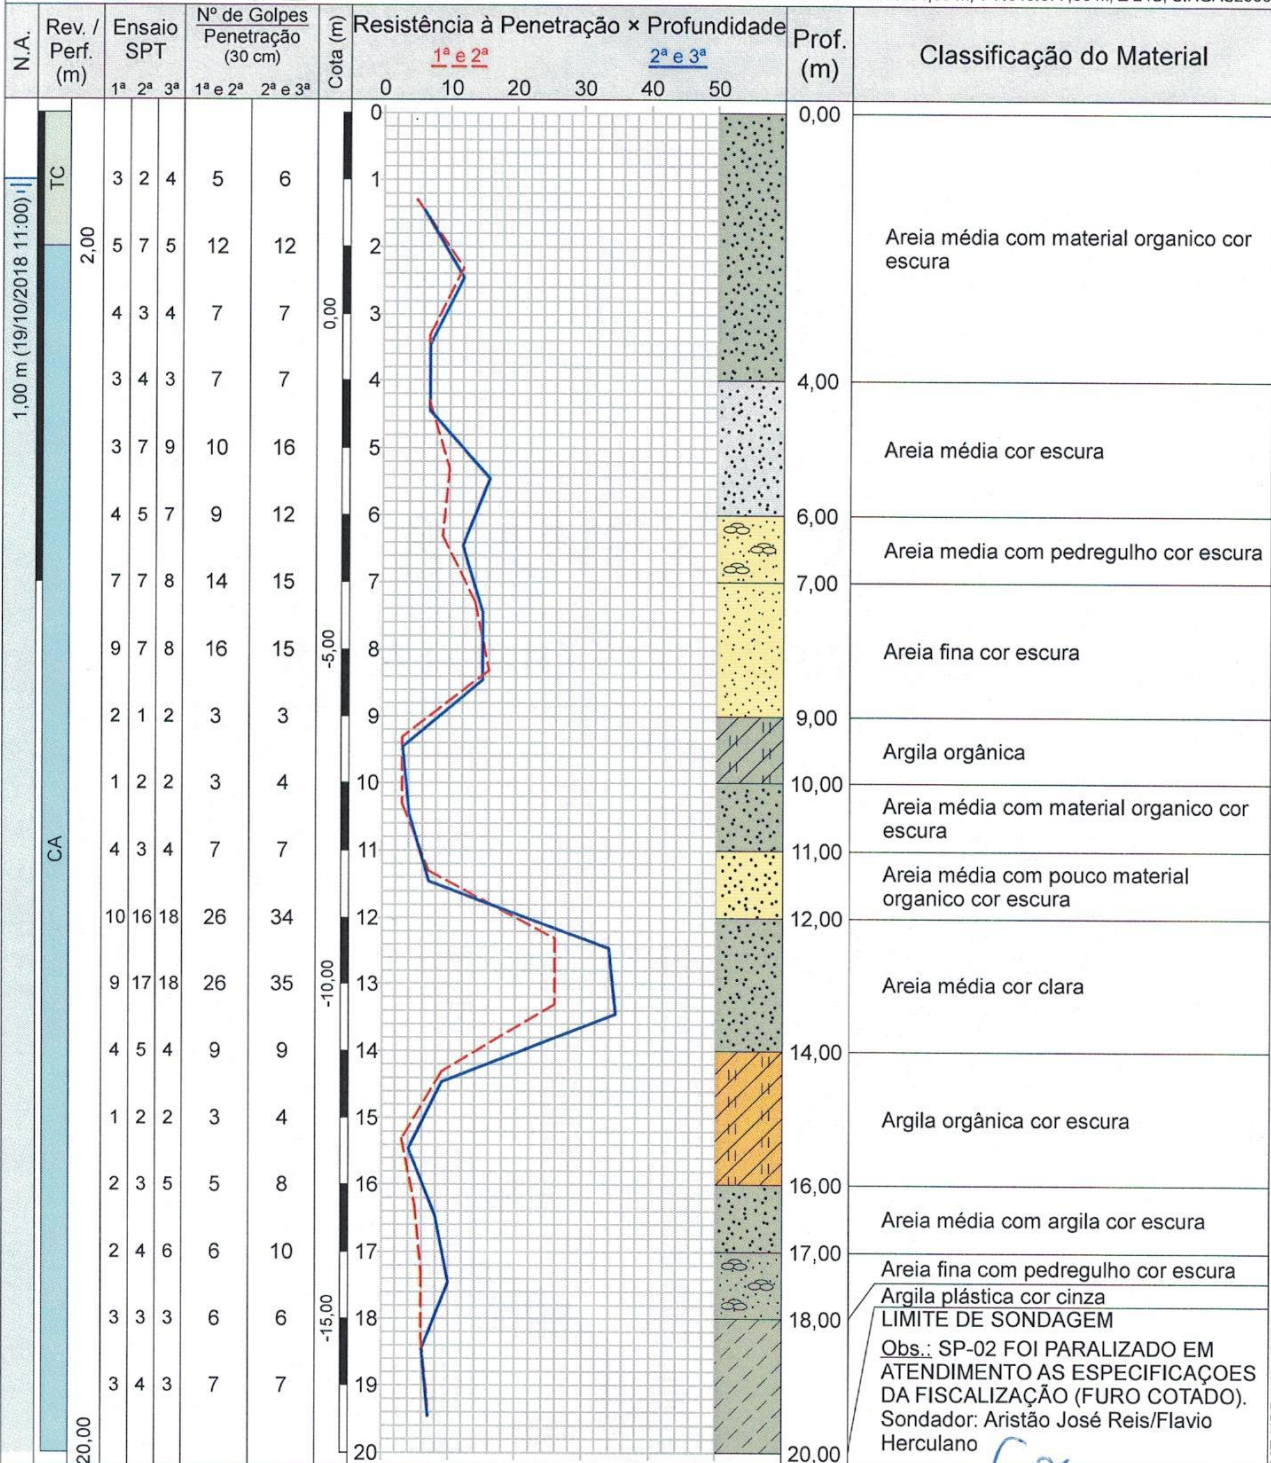 N.A.
Rev. /
Perf.
(m)
Ensaio
SPT
1ª 2ª 3ª
Nº de Golpes
Penetração
(30 cm)
1ª e 2ª 2ª e 3ª
Cota (m)
Resistência à Penetração × Profundidade
1ª e 2ª 2ª e 3ª
0 10 20 30 40 50
Prof.
(m)
Classificação do Material
1,00 m (19/10/2018 11:00)
TC
2,00
CA
20,00
0,00
-5,00
-10,00
-15,00
0
3 2 4 5 6 1
5 7 5 12 12 2
4 3 4 7 7 3
3 4 3 7 7 4
3 7 9 10 16 5
4 5 7 9 12 6
7 7 8 14 15 7
9 7 8 16 15 8
2 1 2 3 3 9
1 2 2 3 4 10
4 3 4 7 7 11
10 16 18 26 34 12
9 17 18 26 35 13
4 5 4 9 9 14
1 2 2 3 4 15
2 3 5 5 8 16
2 4 6 6 10 17
3 3 3 6 6 18
3 4 3 7 7 19
20
0,00
Areia média com material organico cor
escura
4,00
Areia média cor escura
6,00
Areia media com pedregulho cor escura
7,00
Areia fina cor escura
9,00
Argila orgânica
10,00
Areia média com material organico cor
escura
11,00
Areia média com pouco material
organico cor escura
12,00
Areia média cor clara
14,00
Argila orgânica cor escura
16,00
Areia média com argila cor escura
17,00
Areia fina com pedregulho cor escura
18,00
Argila plástica cor cinza
20,00
LIMITE DE SONDAGEM
Obs.: SP-02 FOI PARALIZADO EM
ATENDIMENTO AS ESPECIFICAÇOES
DA FISCALIZAÇÃO (FURO COTADO).
Sondador: Aristão José Reis/Flavio
Herculano